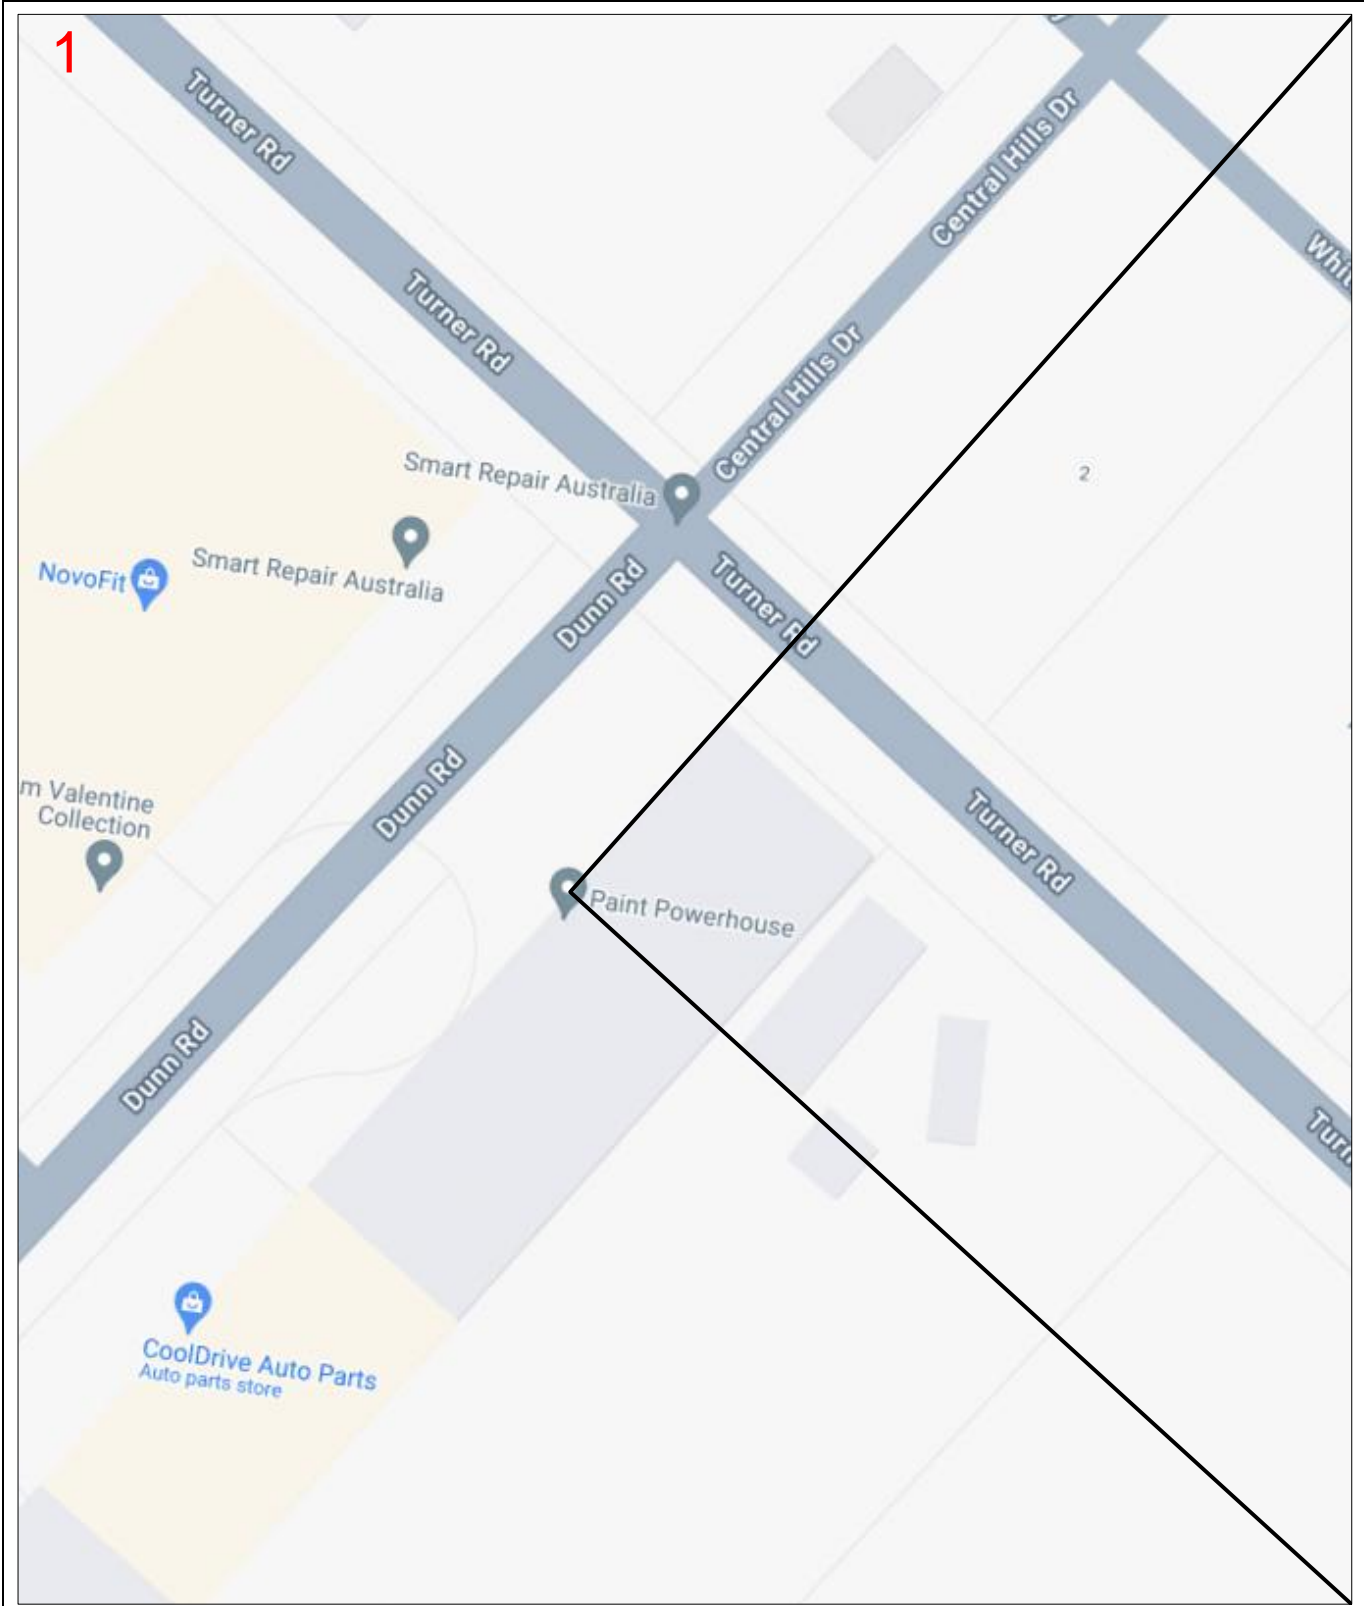 1
Turner Rd
Central Hills Dr
Turner Rd
Central Hills Dr
Smart Repair Australia
2
Smart Repair Australia
NovoFit
Dunn Rd
Turner Rd
m Valentine
Collection
Dunn Rd
Turner Rd
Paint Powerhouse
Dunn Rd
CoolDrive Auto Parts
Auto parts store